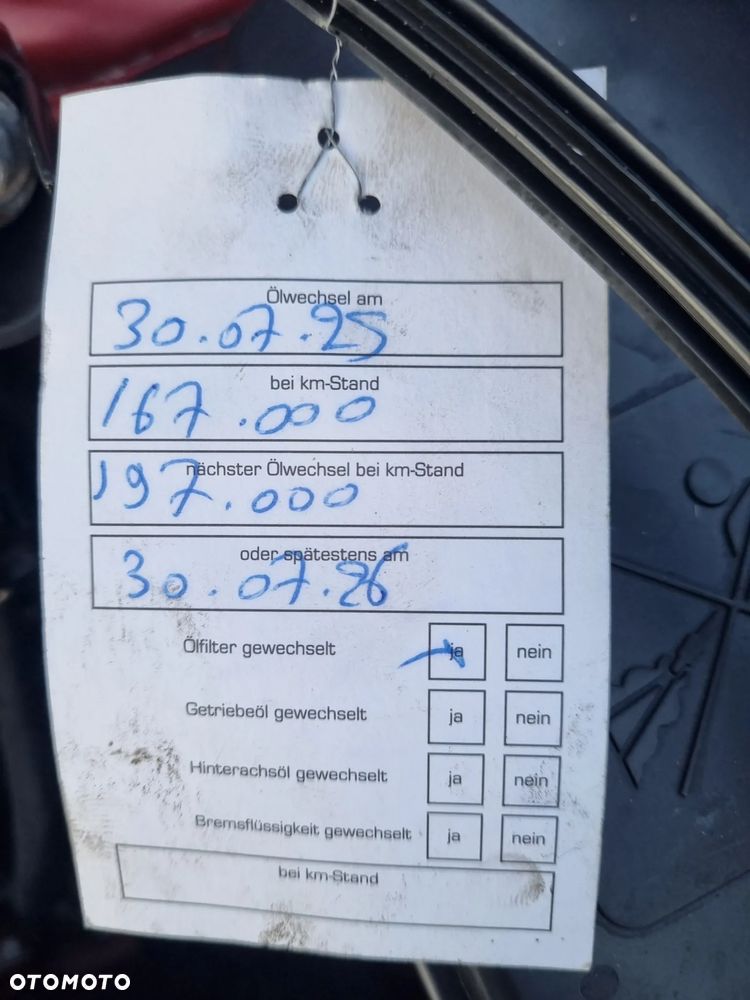 Ölwechsel am
30.07.25
bei km-Stand
167.000
nächster Ölwechsel bei km-Stand
197.000
oder spätestens am
30.07.26
Ölfilter gewechselt ja nein
Getriebeöl gewechselt ja nein
Hinterachsöl gewechselt ja nein
Bremsflüssigkeit gewechselt ja nein
bei km-Stand
OTOMOTO